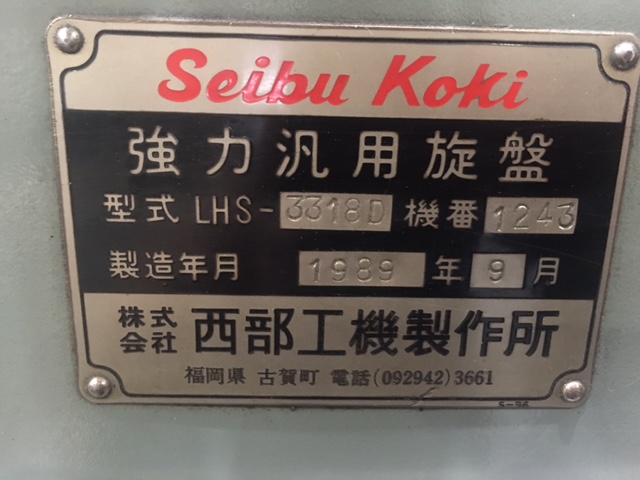 Seibu Koki
強力汎用旋盤
型式 LHS-3318D 機番 1243
製造年月 1989 年 9 月
株式会社 西部工機製作所
福岡県 古賀町 電話(092942)3661
S-96